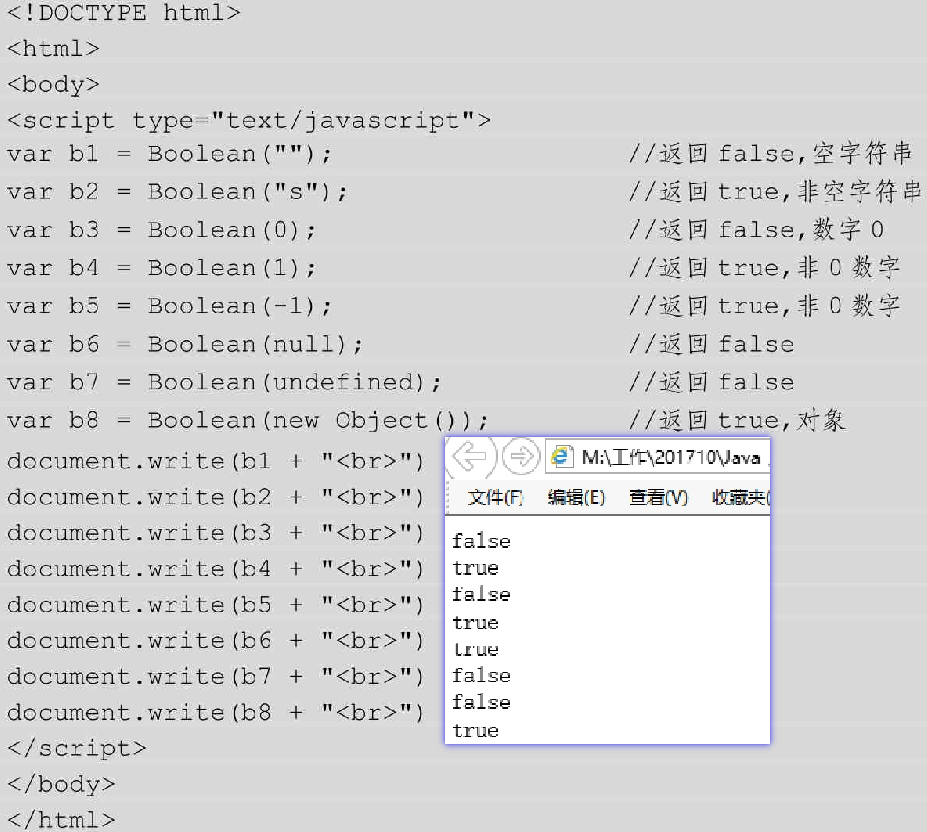 <!DOCTYPE html>
<html>
<body>
<script type="text/javascript">
var b1 = Boolean(""); //返回 false,空字符串
var b2 = Boolean("s"); //返回 true,非空字符串
var b3 = Boolean(0); //返回 false,数字 0
var b4 = Boolean(1); //返回 true,非 0 数字
var b5 = Boolean(-1); //返回 true,非 0 数字
var b6 = Boolean(null); //返回 false
var b7 = Boolean(undefined); //返回 false
var b8 = Boolean(new Object()); //返回 true,对象
document.write(b1 + "<br>")
document.write(b2 + "<br>")
document.write(b3 + "<br>")
document.write(b4 + "<br>")
document.write(b5 + "<br>")
document.write(b6 + "<br>")
document.write(b7 + "<br>")
document.write(b8 + "<br>")
</script>
</body>
</html>
M:\工作\201710\Java
文件(F) 编辑(E) 查看(V) 收藏夹(
false
true
false
true
true
false
false
true